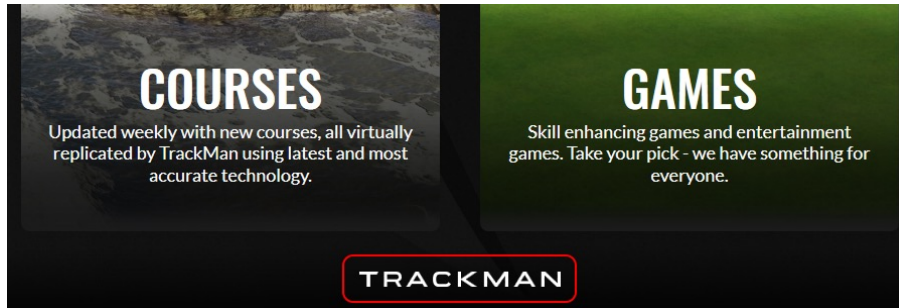 COURSES
Updated weekly with new courses, all virtually
replicated by TrackMan using latest and most
accurate technology.
GAMES
Skill enhancing games and entertainment
games. Take your pick - we have something for
everyone.
TRACKMAN